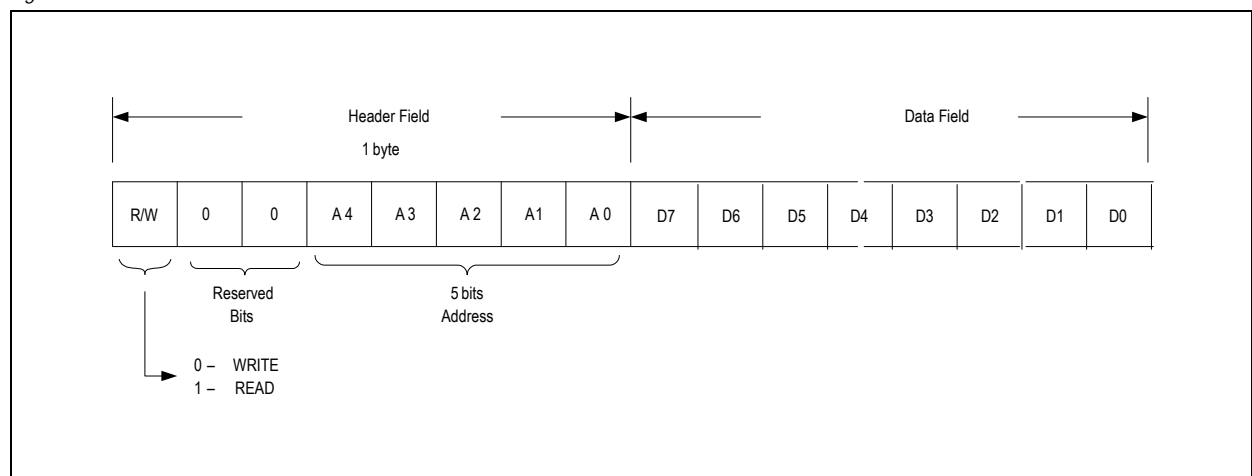 Header Field
1 byte
Data Field
R/W 0 0 A 4 A 3 A 2 A1 A 0 D7 D6 D5 D4 D3 D2 D1 D0
Reserved
Bits
5 bits
Address
0 – WRITE
1 – READ